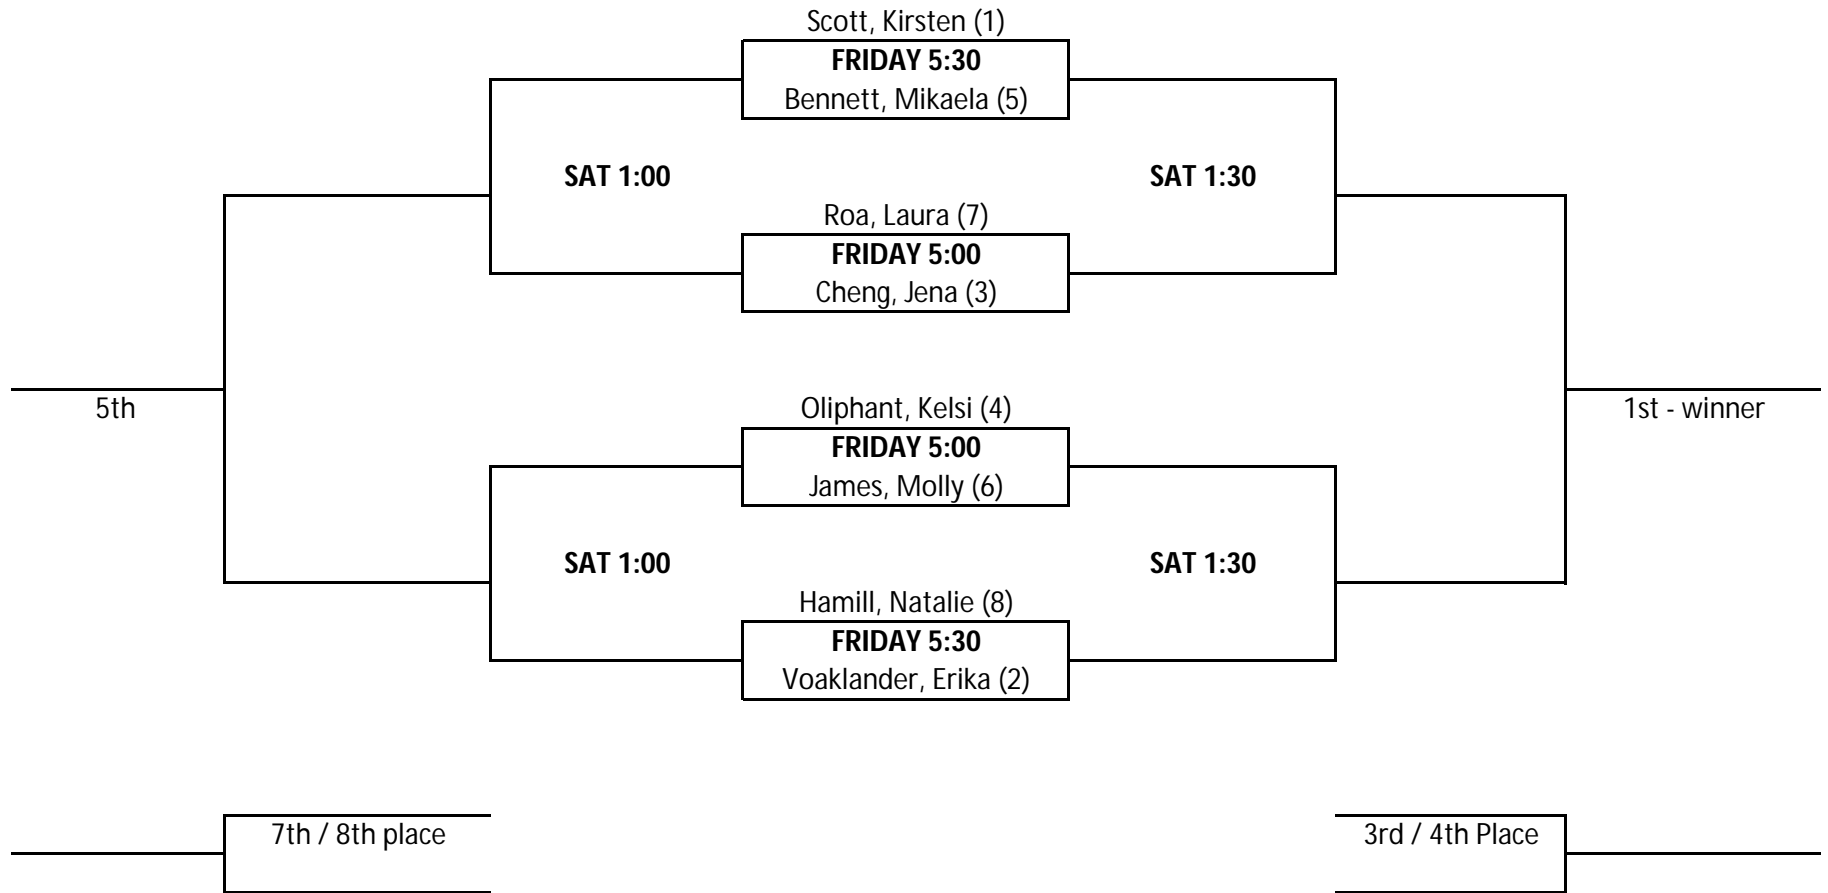 Scott, Kirsten (1)
FRIDAY 5:30
Bennett, Mikaela (5)
SAT 1:00
SAT 1:30
Roa, Laura (7)
FRIDAY 5:00
Cheng, Jena (3)
5th
Oliphant, Kelsi (4)
1st - winner
FRIDAY 5:00
James, Molly (6)
SAT 1:00
SAT 1:30
Hamill, Natalie (8)
FRIDAY 5:30
Voaklander, Erika (2)
7th / 8th place
3rd / 4th Place